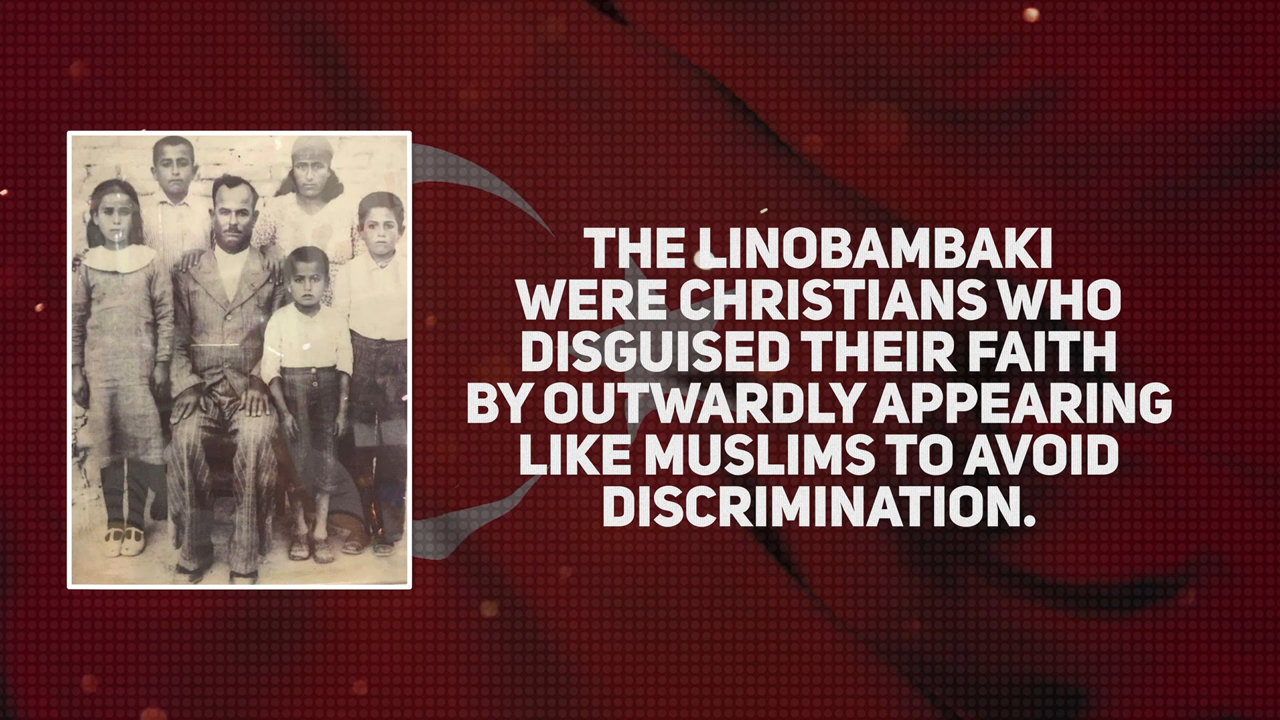 THE LINOBAMBAKI
WERE CHRISTIANS WHO
DISGUISED THEIR FAITH
BY OUTWARDLY APPEARING
LIKE MUSLIMS TO AVOID
DISCRIMINATION.